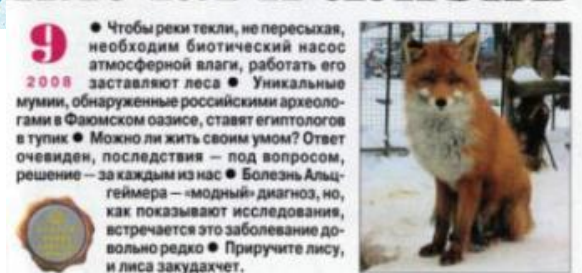 9
2008
● Чтобы реки текли, не пересыхая,
необходим биотический насос
атмосферной влаги, работать его
заставляют леса ● Уникальные
мумии, обнаруженные российскими археоло-
гами в Фаюмском оазисе, ставят египтологов
в тупик ● Можно ли жить своим умом? Ответ
очевиден, последствия — под вопросом,
решение — за каждым из нас ● Болезнь Альц-
геймера — «модный» диагноз, но,
как показывают исследования,
встречается это заболевание до-
вольно редко ● Приручите лису,
и лиса закудахчет.